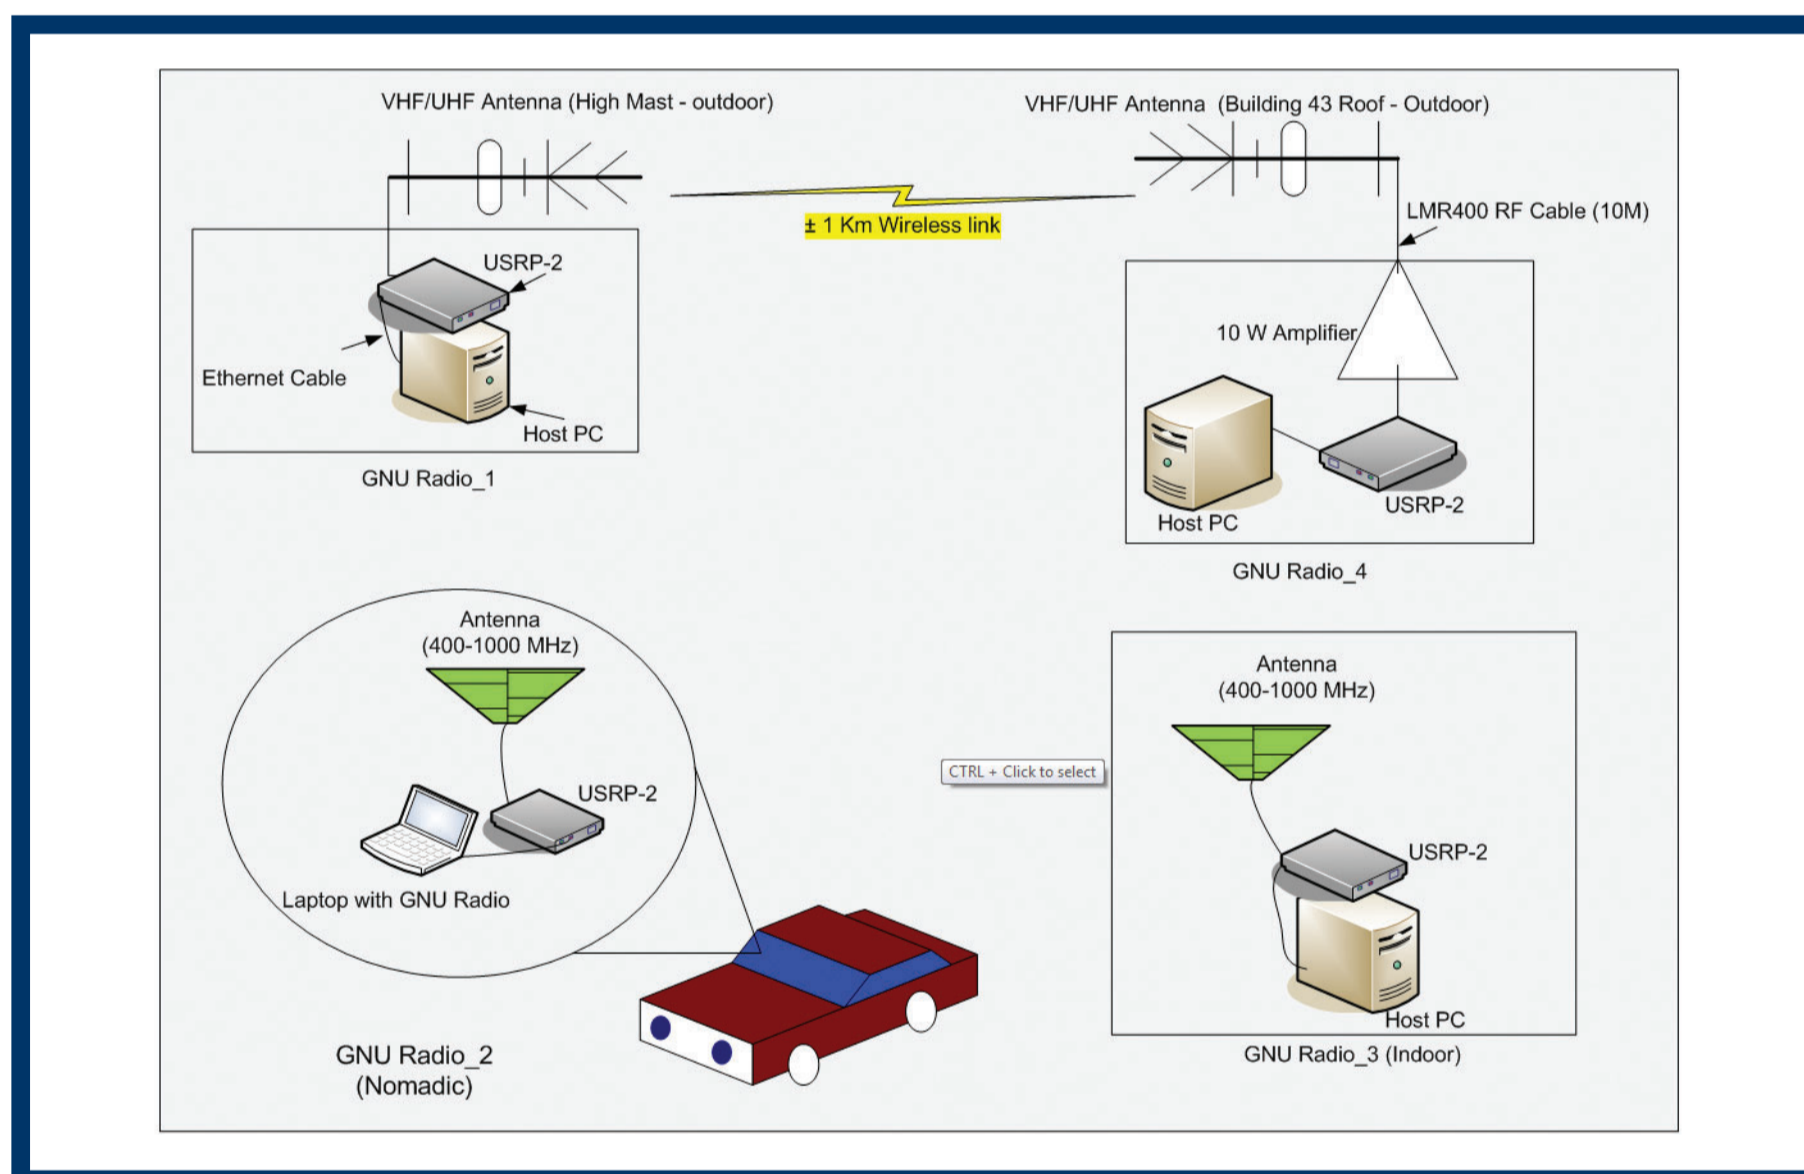 VHF/UHF Antenna (High Mast - outdoor)
VHF/UHF Antenna (Building 43 Roof - Outdoor)
± 1 Km Wireless link
LMR400 RF Cable (10M)
USRP-2
Ethernet Cable
Host PC
GNU Radio_1
10 W Amplifier
Host PC
USRP-2
GNU Radio_4
Antenna
(400-1000 MHz)
USRP-2
Laptop with GNU Radio
GNU Radio_2
(Nomadic)
CTRL + Click to select
Antenna
(400-1000 MHz)
USRP-2
Host PC
GNU Radio_3 (Indoor)